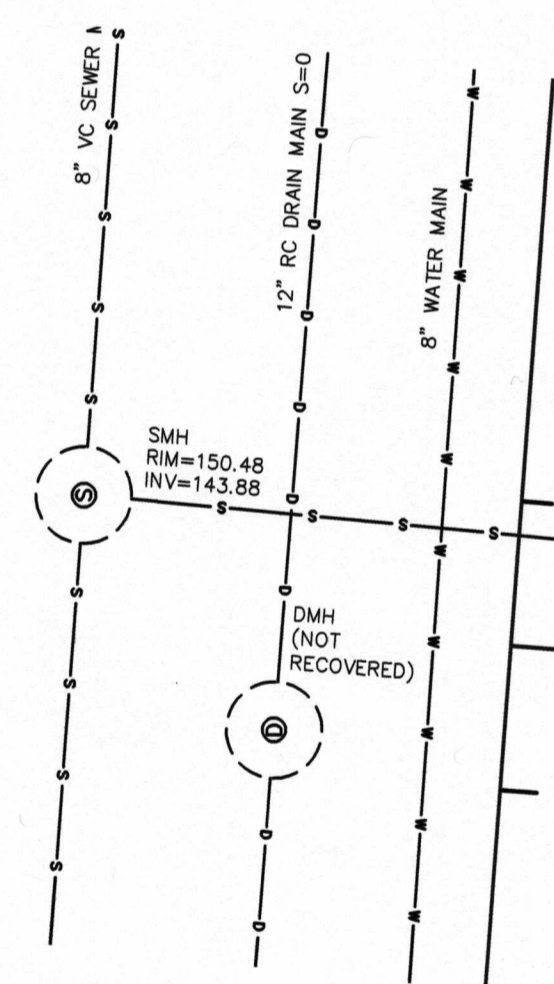 8" VC SEWER
12" RC DRAIN MAIN S=0
8" WATER MAIN
SMH
RIM=150.48
INV=143.88
DMH
(NOT
RECOVERED)
S
S
S
S
S
S
S
S
S
S
S
S
S
S
D
D
D
D
D
D
D
D
D
W
W
W
W
W
W
W
W
W
W